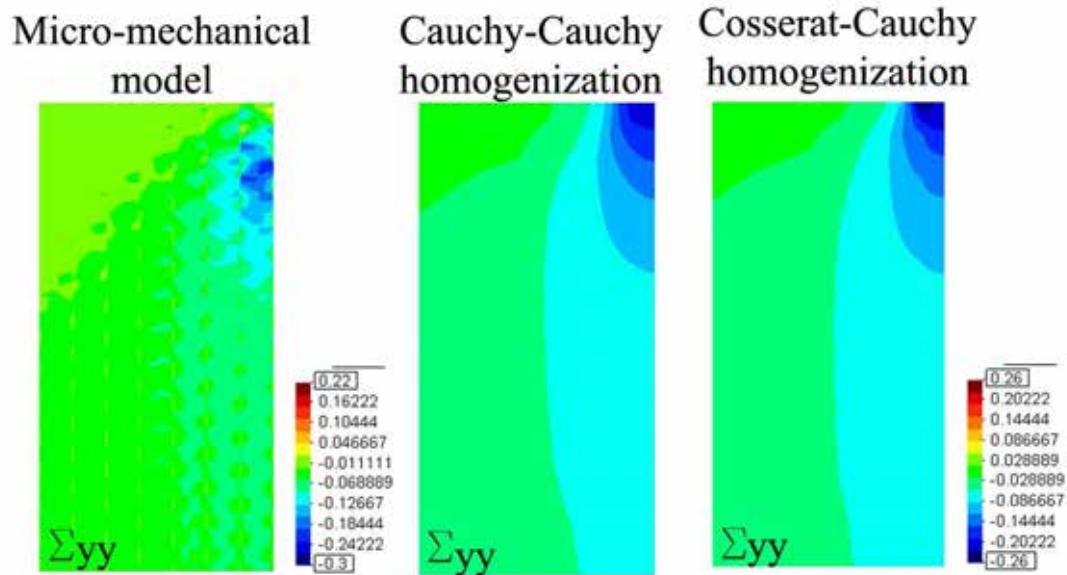 Micro-mechanical
model
Cauchy-Cauchy
homogenization
Cosserat-Cauchy
homogenization
0.22
0.16222
0.10444
0.046667
-0.011111
-0.068889
-0.12667
-0.18444
-0.24222
-0.3
Σyy
Σyy
0.26
0.20222
0.14444
0.086667
0.028889
-0.028889
-0.086667
-0.14444
-0.20222
-0.26
Σyy